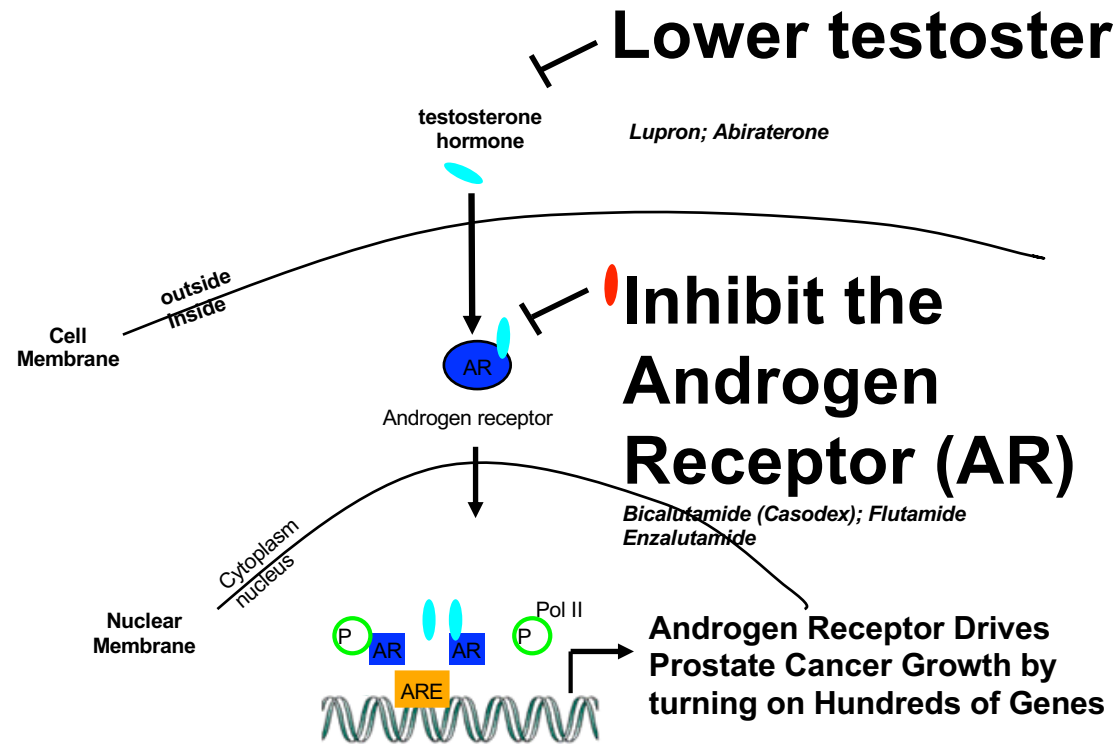 Lower testoster
testosterone
hormone
Lupron; Abiraterone
outside
inside
Cell
Membrane
Inhibit the
Androgen
Receptor (AR)
AR
Androgen receptor
Bicalutamide (Casodex); Flutamide
Enzalutamide
Cytoplasm
nucleus
Nuclear
Membrane
P
AR
AR
P
Pol II
ARE
Androgen Receptor Drives
Prostate Cancer Growth by
turning on Hundreds of Genes